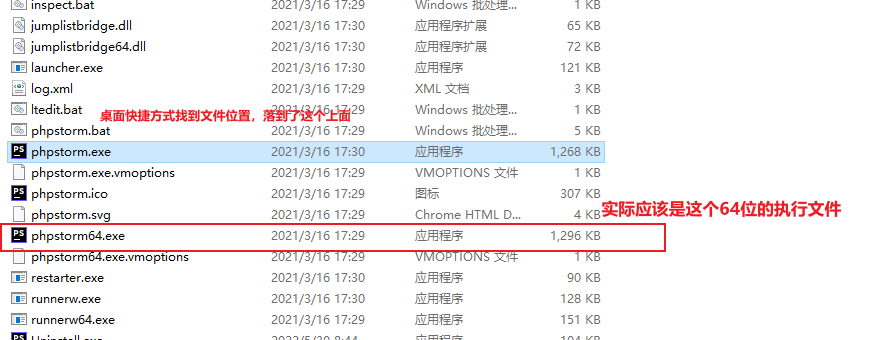 inspect.bat 2021/3/16 17:29 Windows 批处理... 1 KB
jumplistbridge.dll 2021/3/16 17:30 应用程序扩展 65 KB
jumplistbridge64.dll 2021/3/16 17:30 应用程序扩展 72 KB
launcher.exe 2021/3/16 17:30 应用程序 121 KB
log.xml 2021/3/16 17:29 XML 文档 3 KB
ltedit.bat 2021/3/16 17:29 Windows 批处理... 1 KB
桌面快捷方式找到文件位置，落到了这个上面
phpstorm.bat 2021/3/16 17:29 Windows 批处理... 5 KB
phpstorm.exe 2021/3/16 17:30 应用程序 1,268 KB
phpstorm.exe.vmoptions 2021/3/16 17:29 VMOPTIONS 文件 1 KB
phpstorm.ico 2021/3/16 17:29 图标 307 KB
phpstorm.svg 2021/3/16 17:29 Chrome HTML D... 4 KB
实际应该是这个64位的执行文件
phpstorm64.exe 2021/3/16 17:29 应用程序 1,296 KB
phpstorm64.exe.vmoptions 2021/3/16 17:29 VMOPTIONS 文件 1 KB
restarter.exe 2021/3/16 17:30 应用程序 90 KB
runnerw.exe 2021/3/16 17:30 应用程序 128 KB
runnerw64.exe 2021/3/16 17:29 应用程序 151 KB
Uninstall.exe 8:44 应用程序 104 KB